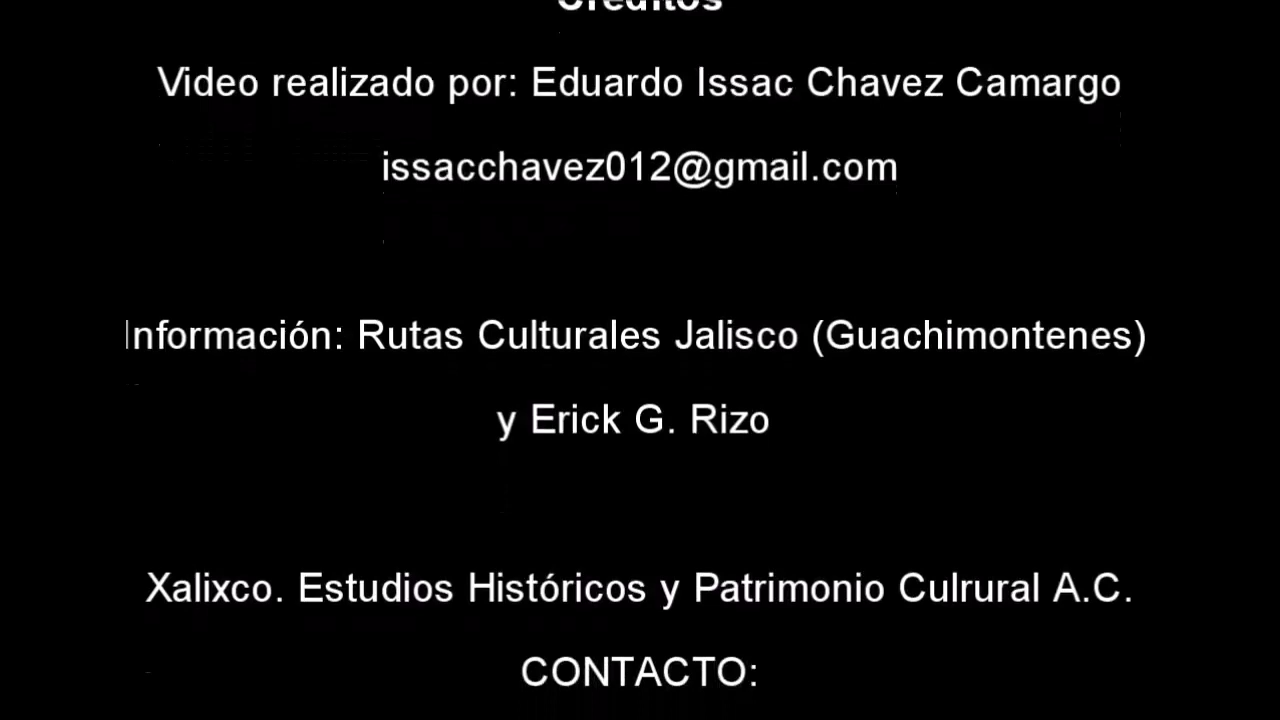 Créditos
Video realizado por: Eduardo Issac Chavez Camargo
issacchavez012@gmail.com
Información: Rutas Culturales Jalisco (Guachimontenes)
y Erick G. Rizo
Xalixco. Estudios Históricos y Patrimonio Culrural A.C.
CONTACTO: